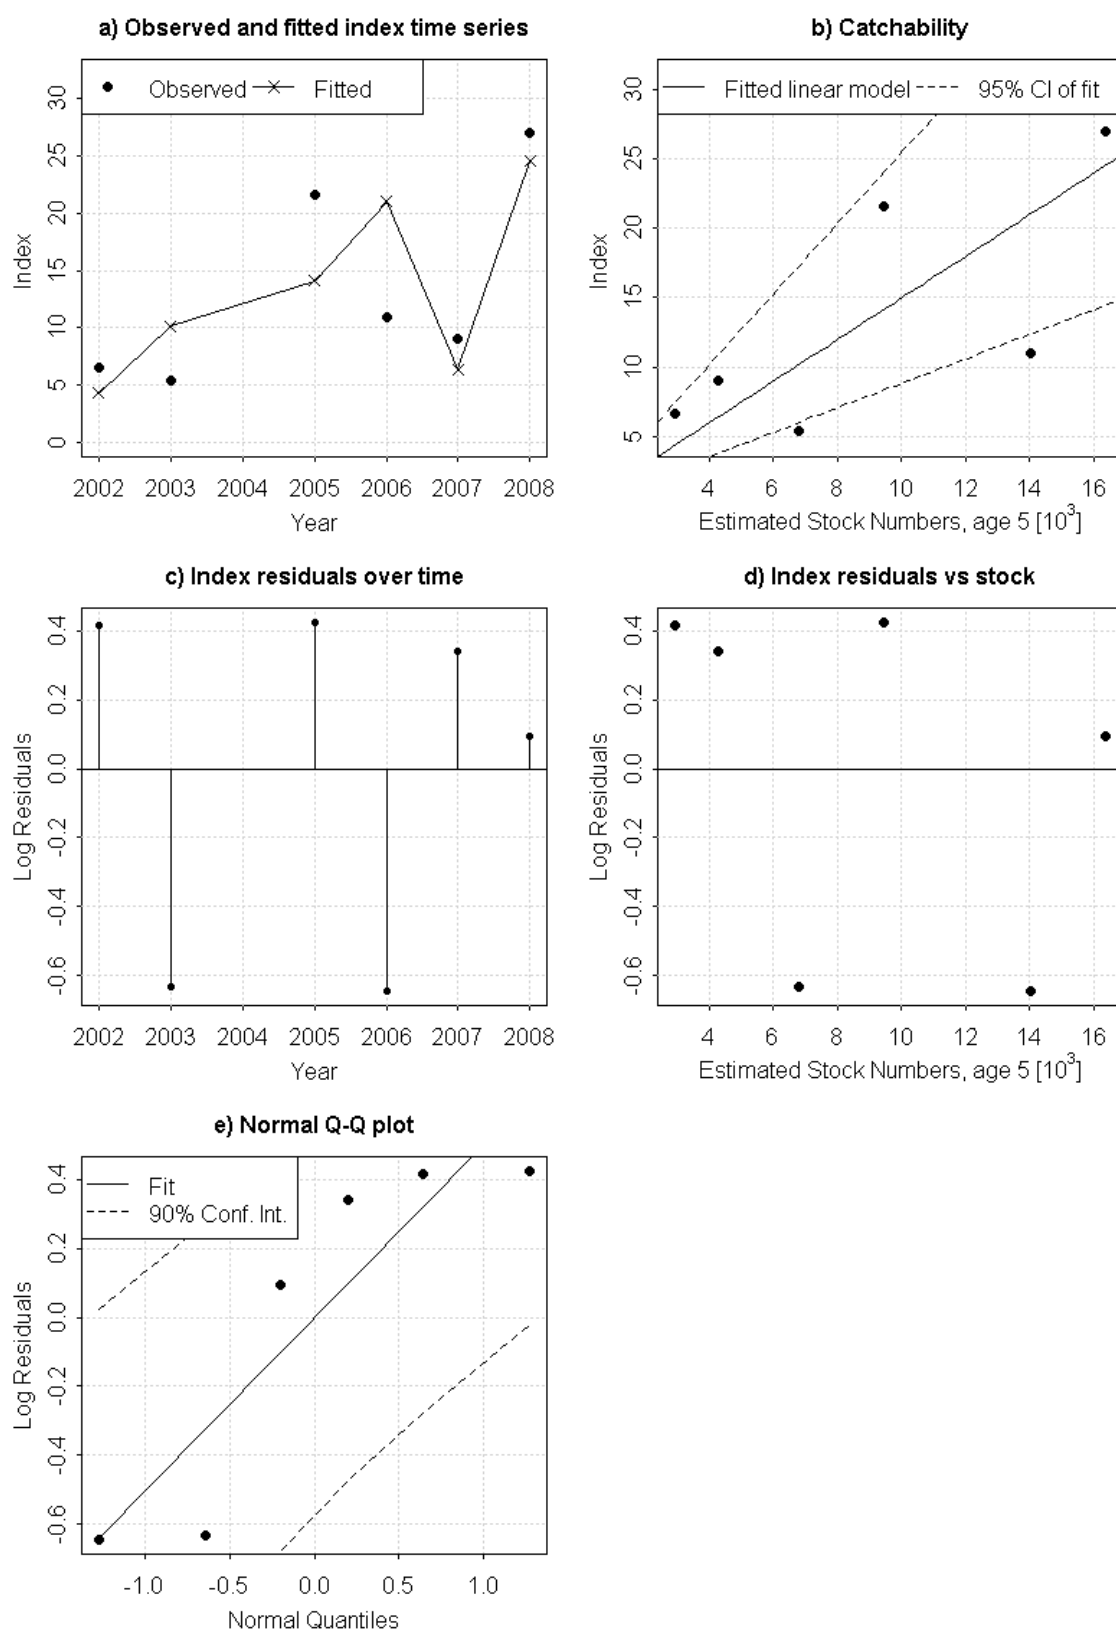 a) Observed and fitted index time series
Observed Fitted
30
25
20
15
10
5
0
Index
2002 2003 2004 2005 2006 2007 2008
Year
b) Catchability
Fitted linear model 95% CI of fit
30
25
20
15
10
5
Index
4 6 8 10 12 14 16
Estimated Stock Numbers, age 5 [10³]
c) Index residuals over time
0.4
0.2
0.0
-0.2
-0.4
-0.6
Log Residuals
2002 2003 2004 2005 2006 2007 2008
Year
d) Index residuals vs stock
0.4
0.2
0.0
-0.2
-0.4
-0.6
Log Residuals
4 6 8 10 12 14 16
Estimated Stock Numbers, age 5 [10³]
e) Normal Q-Q plot
Fit
90% Conf. Int.
0.4
0.2
0.0
-0.2
-0.4
-0.6
Log Residuals
-1.0 -0.5 0.0 0.5 1.0
Normal Quantiles